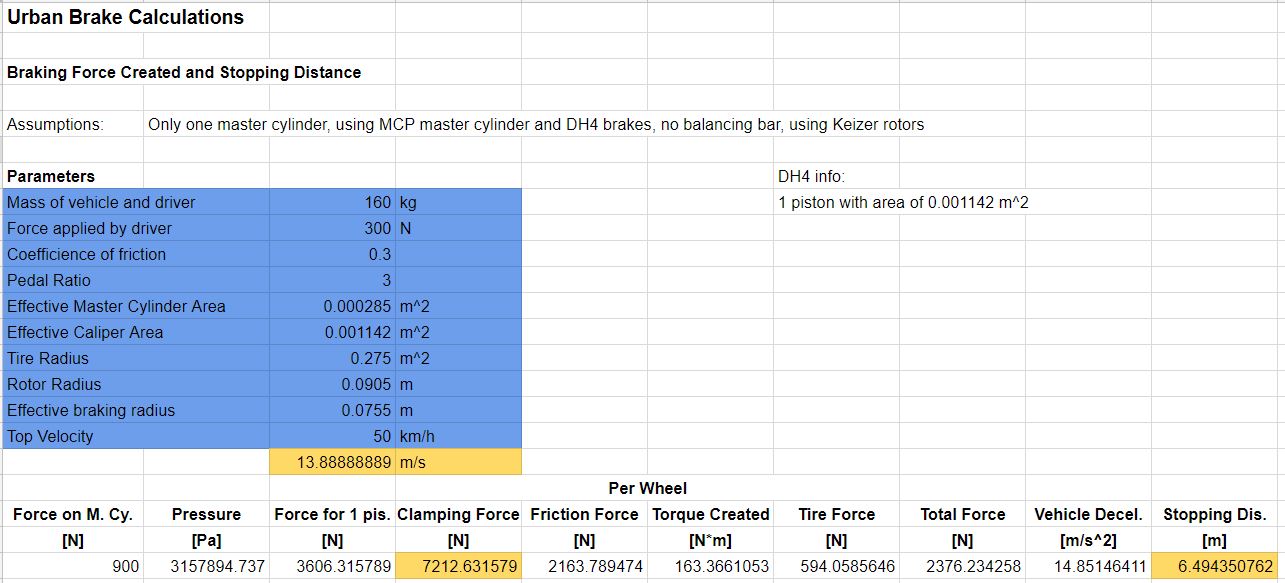 Urban Brake Calculations
Braking Force Created and Stopping Distance
Assumptions: Only one master cylinder, using MCP master cylinder and DH4 brakes, no balancing bar, using Keizer rotors
Parameters DH4 info:
Mass of vehicle and driver 160 kg 1 piston with area of 0.001142 m^2
Force applied by driver 300 N
Coefficience of friction 0.3
Pedal Ratio 3
Effective Master Cylinder Area 0.000285 m^2
Effective Caliper Area 0.001142 m^2
Tire Radius 0.275 m^2
Rotor Radius 0.0905 m
Effective braking radius 0.0755 m
Top Velocity 50 km/h
13.88888889 m/s
Per Wheel
Force on M. Cy. Pressure Force for 1 pis. Clamping Force Friction Force Torque Created Tire Force Total Force Vehicle Decel. Stopping Dis.
[N] [Pa] [N] [N] [N] [N*m] [N] [N] [m/s^2] [m]
900 3157894.737 3606.315789 7212.631579 2163.789474 163.3661053 594.0585646 2376.234258 14.85146411 6.494350762